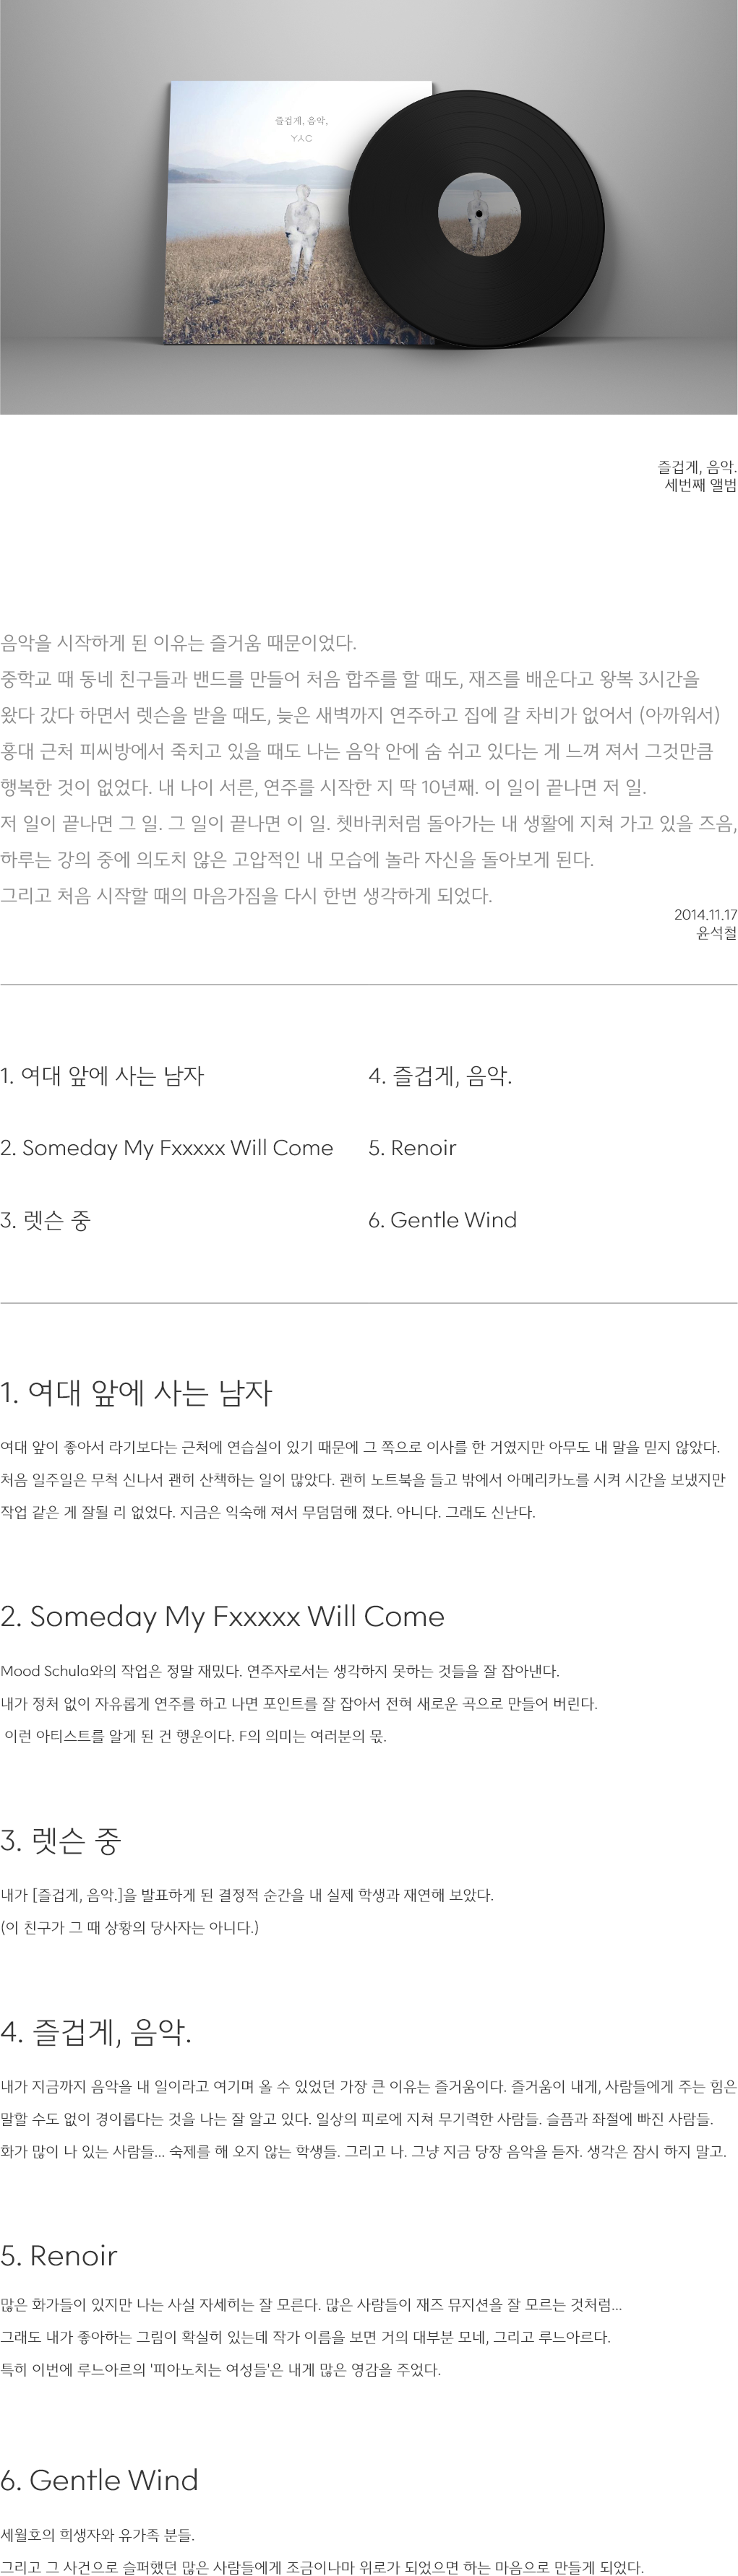 즐겁게, 음악.
YㅅC
즐겁게, 음악.
세번째 앨범
음악을 시작하게 된 이유는 즐거움 때문이었다.
중학교 때 동네 친구들과 밴드를 만들어 처음 합주를 할 때도, 재즈를 배운다고 왕복 3시간을
왔다 갔다 하면서 렛슨을 받을 때도, 늦은 새벽까지 연주하고 집에 갈 차비가 없어서 (아까워서)
홍대 근처 피씨방에서 죽치고 있을 때도 나는 음악 안에 숨 쉬고 있다는 게 느껴 져서 그것만큼
행복한 것이 없었다. 내 나이 서른, 연주를 시작한 지 딱 10년째. 이 일이 끝나면 저 일.
저 일이 끝나면 그 일. 그 일이 끝나면 이 일. 쳇바퀴처럼 돌아가는 내 생활에 지쳐 가고 있을 즈음,
하루는 강의 중에 의도치 않은 고압적인 내 모습에 놀라 자신을 돌아보게 된다.
그리고 처음 시작할 때의 마음가짐을 다시 한번 생각하게 되었다.
2014.11.17
윤석철
1. 여대 앞에 사는 남자
4. 즐겁게, 음악.
2. Someday My Fxxxxx Will Come
5. Renoir
3. 렛슨 중
6. Gentle Wind
1. 여대 앞에 사는 남자
여대 앞이 좋아서 라기보다는 근처에 연습실이 있기 때문에 그 쪽으로 이사를 한 거였지만 아무도 내 말을 믿지 않았다.
처음 일주일은 무척 신나서 괜히 산책하는 일이 많았다. 괜히 노트북을 들고 밖에서 아메리카노를 시켜 시간을 보냈지만
작업 같은 게 잘될 리 없었다. 지금은 익숙해 져서 무덤덤해 졌다. 아니다. 그래도 신난다.
2. Someday My Fxxxxx Will Come
Mood Schula와의 작업은 정말 재밌다. 연주자로서는 생각하지 못하는 것들을 잘 잡아낸다.
내가 정처 없이 자유롭게 연주를 하고 나면 포인트를 잘 잡아서 전혀 새로운 곡으로 만들어 버린다.
이런 아티스트를 알게 된 건 행운이다. F의 의미는 여러분의 몫.
3. 렛슨 중
내가 [즐겁게, 음악.]을 발표하게 된 결정적 순간을 내 실제 학생과 재연해 보았다.
(이 친구가 그 때 상황의 당사자는 아니다.)
4. 즐겁게, 음악.
내가 지금까지 음악을 내 일이라고 여기며 올 수 있었던 가장 큰 이유는 즐거움이다. 즐거움이 내게, 사람들에게 주는 힘은
말할 수도 없이 경이롭다는 것을 나는 잘 알고 있다. 일상의 피로에 지쳐 무기력한 사람들. 슬픔과 좌절에 빠진 사람들.
화가 많이 나 있는 사람들... 숙제를 해 오지 않는 학생들. 그리고 나. 그냥 지금 당장 음악을 듣자. 생각은 잠시 하지 말고.
5. Renoir
많은 화가들이 있지만 나는 사실 자세히는 잘 모른다. 많은 사람들이 재즈 뮤지션을 잘 모르는 것처럼...
그래도 내가 좋아하는 그림이 확실히 있는데 작가 이름을 보면 거의 대부분 모네, 그리고 루느아르다.
특히 이번에 루느아르의 '피아노치는 여성들'은 내게 많은 영감을 주었다.
6. Gentle Wind
세월호의 희생자와 유가족 분들.
그리고 그 사건으로 슬퍼했던 많은 사람들에게 조금이나마 위로가 되었으면 하는 마음으로 만들게 되었다.